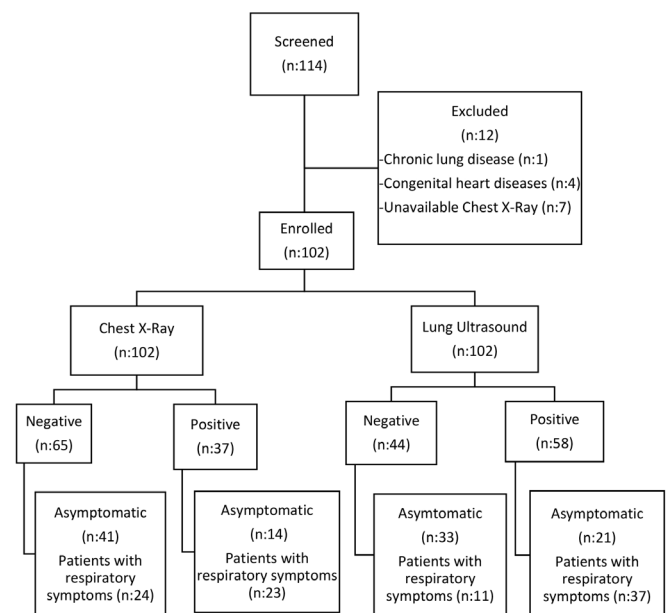 Screened
(n:114)
Excluded
(n:12)
-Chronic lung disease (n:1)
-Congenital heart diseases (n:4)
-Unavailable Chest X-Ray (n:7)
Enrolled
(n:102)
Chest X-Ray
(n:102)
Lung Ultrasound
(n:102)
Negative
(n:65)
Positive
(n:37)
Negative
(n:44)
Positive
(n:58)
Asymptomatic
(n:41)
Patients with
respiratory
symptoms (n:24)
Asymptomatic
(n:14)
Patients with
respiratory symptoms
(n:23)
Asymtomatic
(n:33)
Patients with
respiratory
symptoms (n:11)
Asymptomatic
(n:21)
Patients with
respiratory
symptoms (n:37)